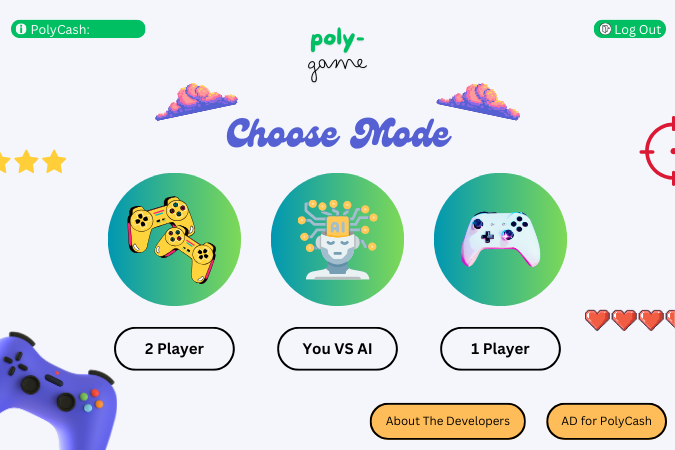 PolyCash:
Log Out
poly-
game
Choose Mode
AI
2 Player
You VS AI
1 Player
About The Developers
AD for PolyCash